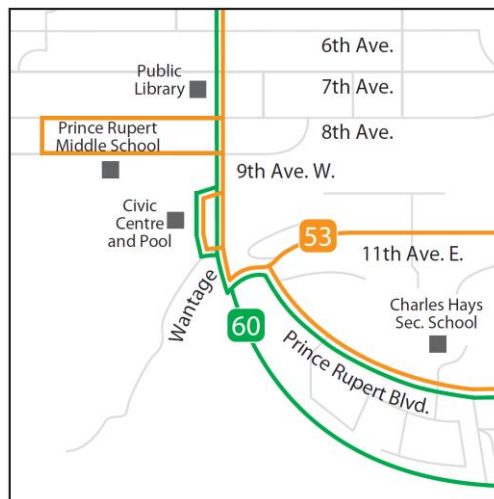 6th Ave.
Public
Library
7th Ave.
Prince Rupert
Middle School
8th Ave.
9th Ave. W.
Civic
Centre
and Pool
53
11th Ave. E.
Wantage
60
Charles Hays
Sec. School
Prince Rupert Blvd.